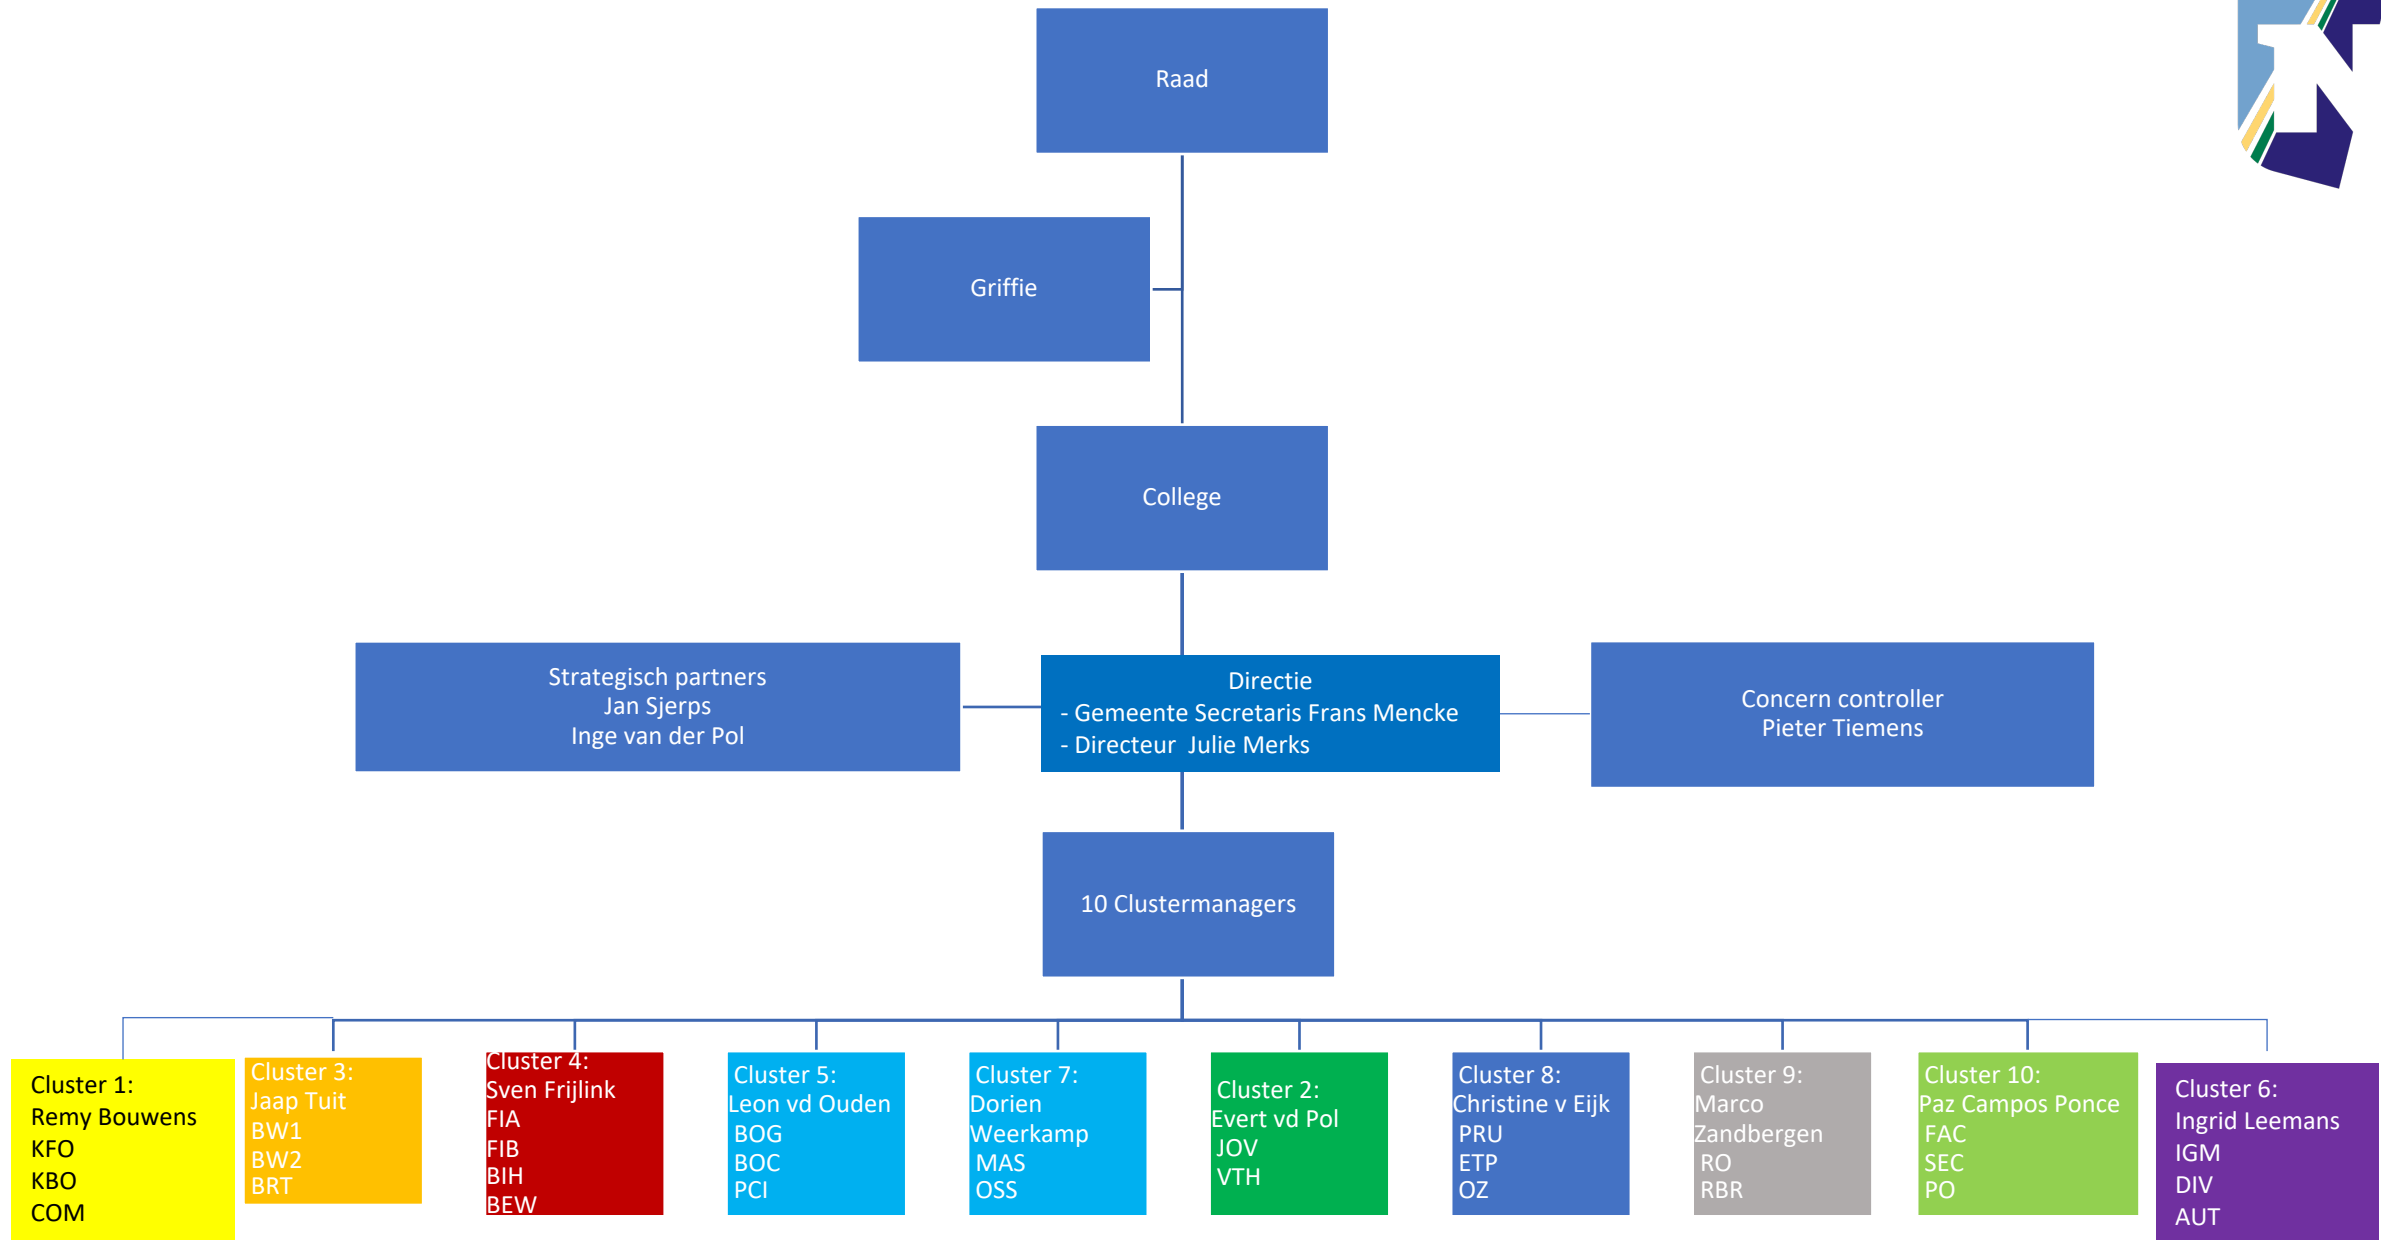 Raad
Griffie
College
Strategisch partners
Jan Sjerps
Inge van der Pol
Directie
- Gemeente Secretaris Frans Mencke
- Directeur  Julie Merks
Concern controller
Pieter Tiemens
10 Clustermanagers
Cluster 1:
Remy Bouwens
KFO
KBO
COM
Cluster 3:
Jaap Tuit
BW1
BW2
BRT
Cluster 4:
Sven Frijlink
FIA
FIB
BIH
BEW
Cluster 5:
Leon vd Ouden
BOG
BOC
PCI
Cluster 7:
Dorien
Weerkamp
MAS
OSS
Cluster 2:
Evert vd Pol
JOV
VTH
Cluster 8:
Christine v Eijk
PRU
ETP
OZ
Cluster 9:
Marco
Zandbergen
RO
RBR
Cluster 10:
Paz Campos Ponce
FAC
SEC
PO
Cluster 6:
Ingrid Leemans
IGM
DIV
AUT